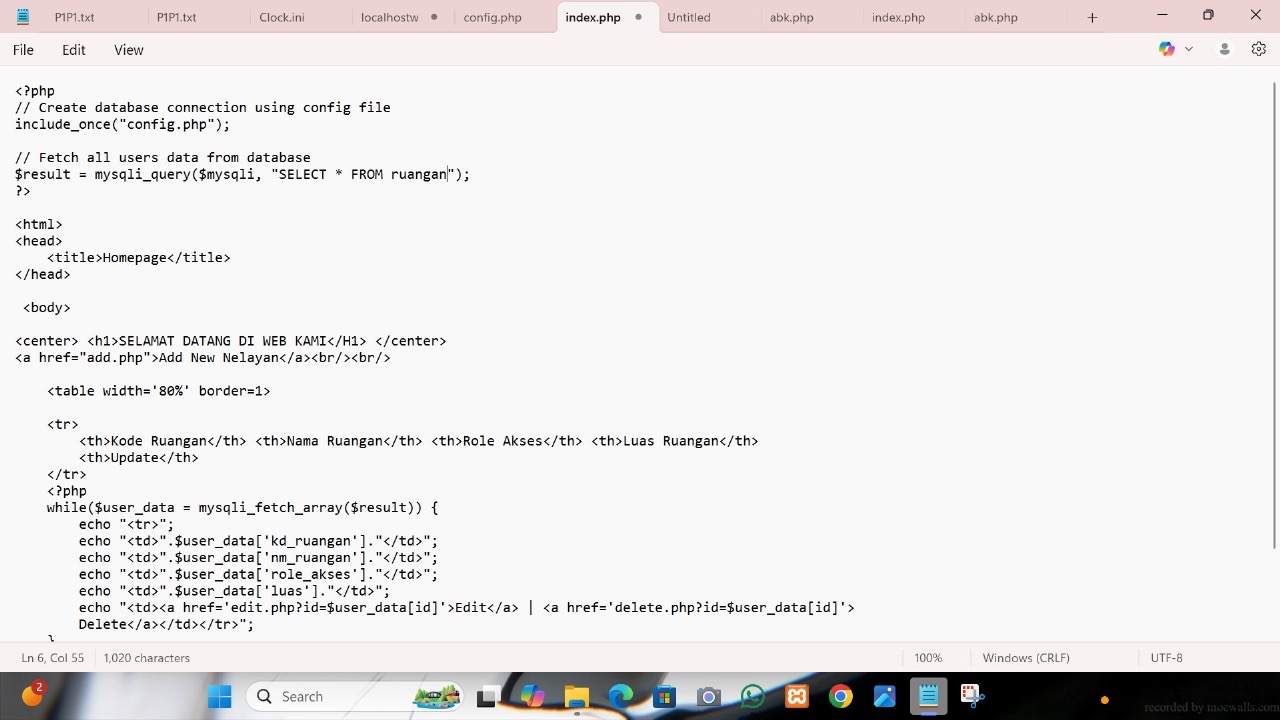 P1P1.txt P1P1.txt Clock.ini localhostw config.php index.php Untitled abk.php index.php abk.php
File Edit View
<?php
// Create database connection using config file
include_once("config.php");
// Fetch all users data from database
$result = mysqli_query($mysqli, "SELECT * FROM ruangan");
?>
<html>
<head>
<title>Homepage</title>
</head>
<body>
<center> <h1>SELAMAT DATANG DI WEB KAMI</H1> </center>
<a href="add.php">Add New Nelayan</a><br/><br/>
<table width='80%' border=1>
<tr>
<th>Kode Ruangan</th> <th>Nama Ruangan</th> <th>Role Akses</th> <th>Luas Ruangan</th>
<th>Update</th>
</tr>
<?php
while($user_data = mysqli_fetch_array($result)) {
echo "<tr>";
echo "<td>".$user_data['kd_ruangan']."</td>";
echo "<td>".$user_data['nm_ruangan']."</td>";
echo "<td>".$user_data['role_akses']."</td>";
echo "<td>".$user_data['luas']."</td>";
echo "<td><a href='edit.php?id=$user_data[id]'>Edit</a> | <a href='delete.php?id=$user_data[id]'>
Delete</a></td></tr>";
}
Ln 6, Col 55 1,020 characters 100% Windows (CRLF) UTF-8
2 Search
recorded by mocwalls.com